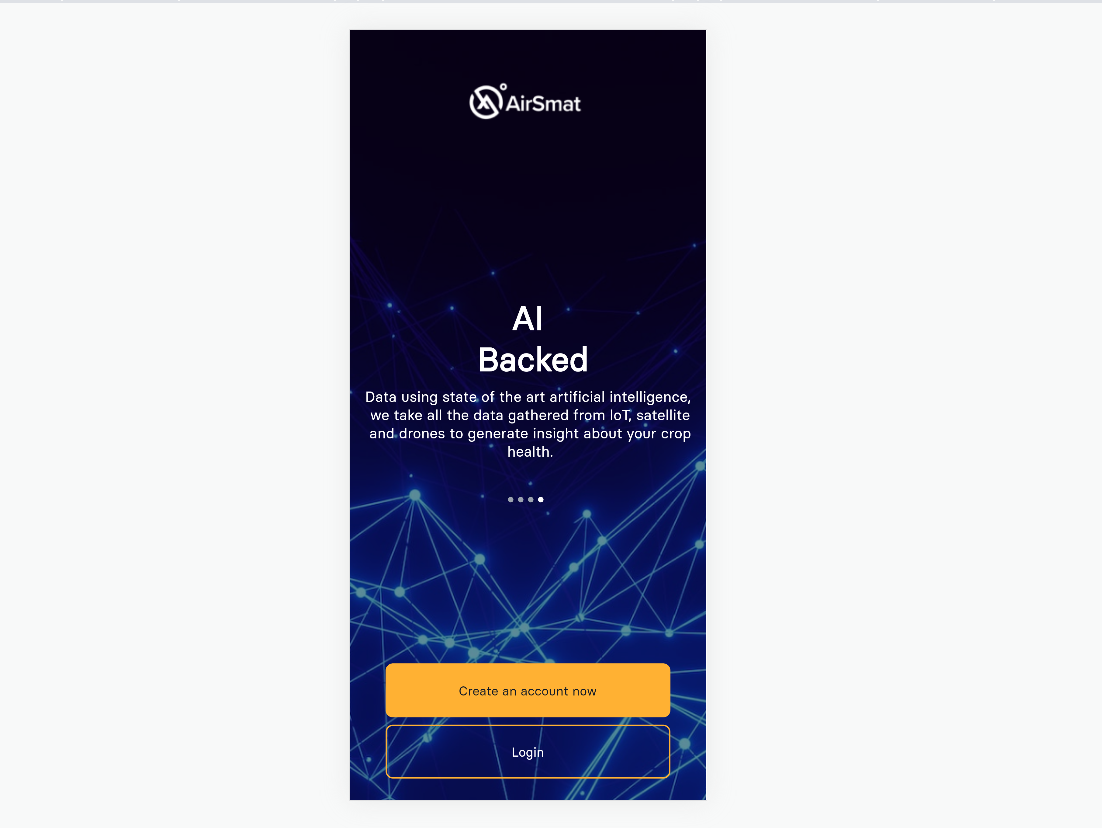 AirSmat
AI
Backed
Data using state of the art artificial intelligence,
we take all the data gathered from IoT, satellite
and drones to generate insight about your crop
health.
Create an account now
Login